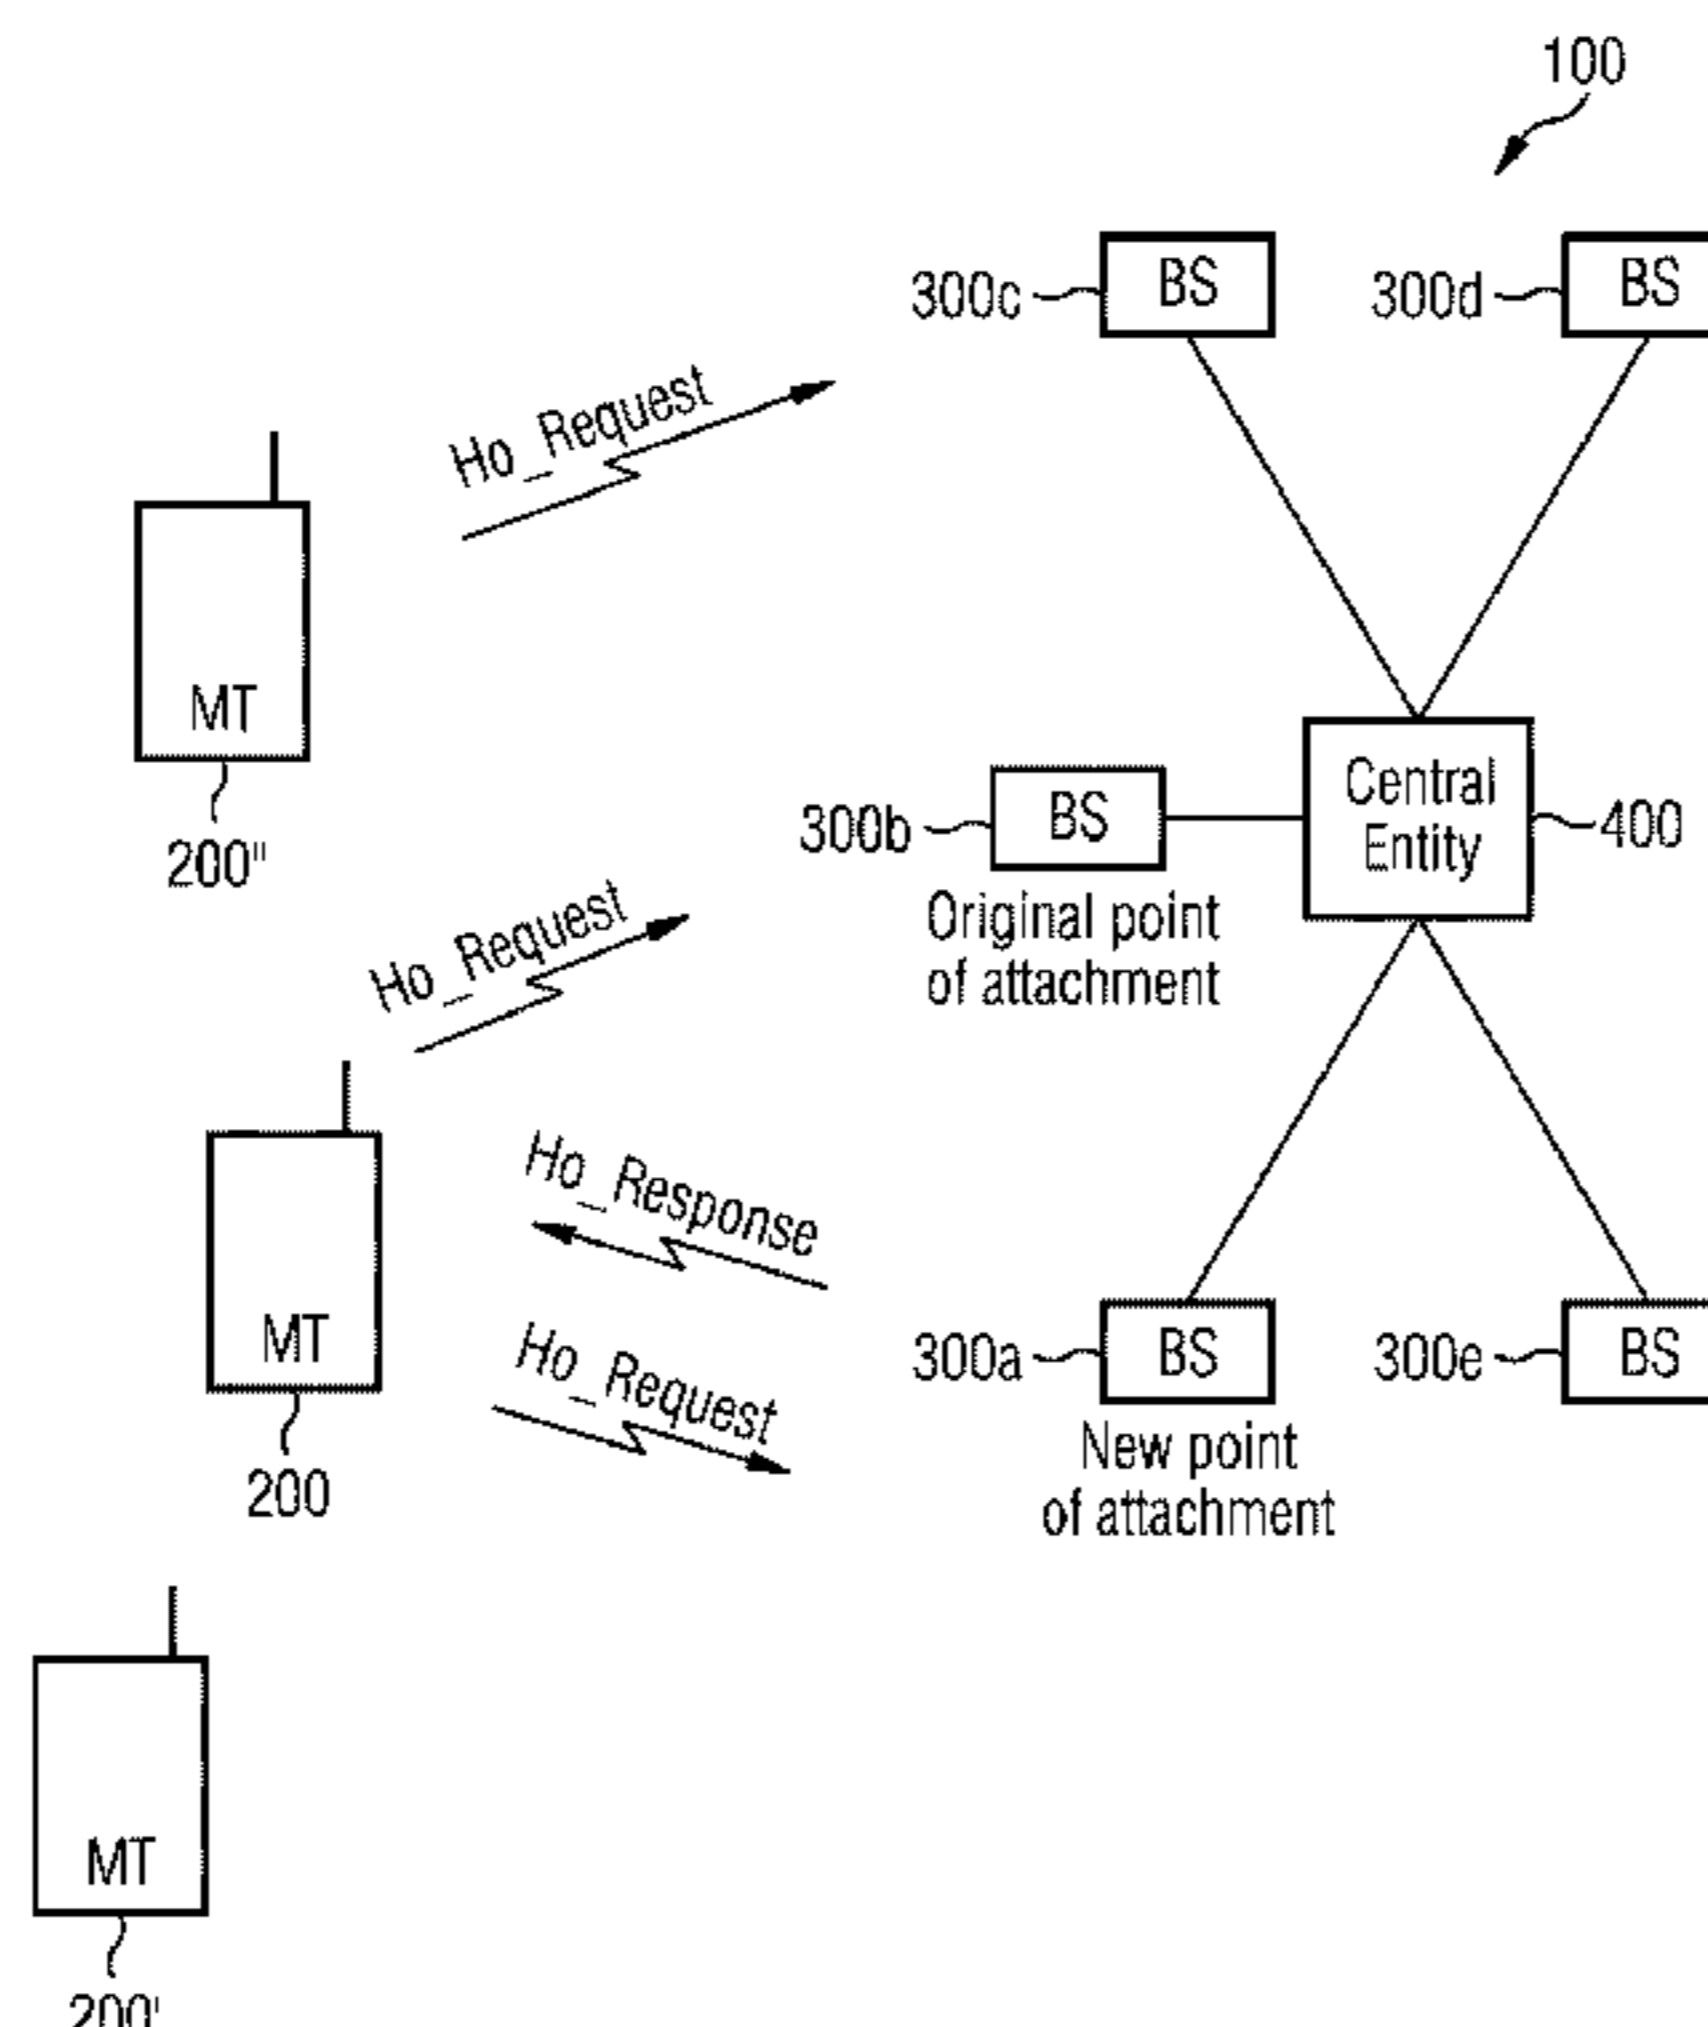 100
300c
BS
300d
BS
Ho_Request
MT
200"
300b
BS
Central
Entity
400
Original point
of attachment
Ho_Request
Ho_Response
MT
200
Ho_Request
300a
BS
300e
BS
New point
of attachment
MT
200'